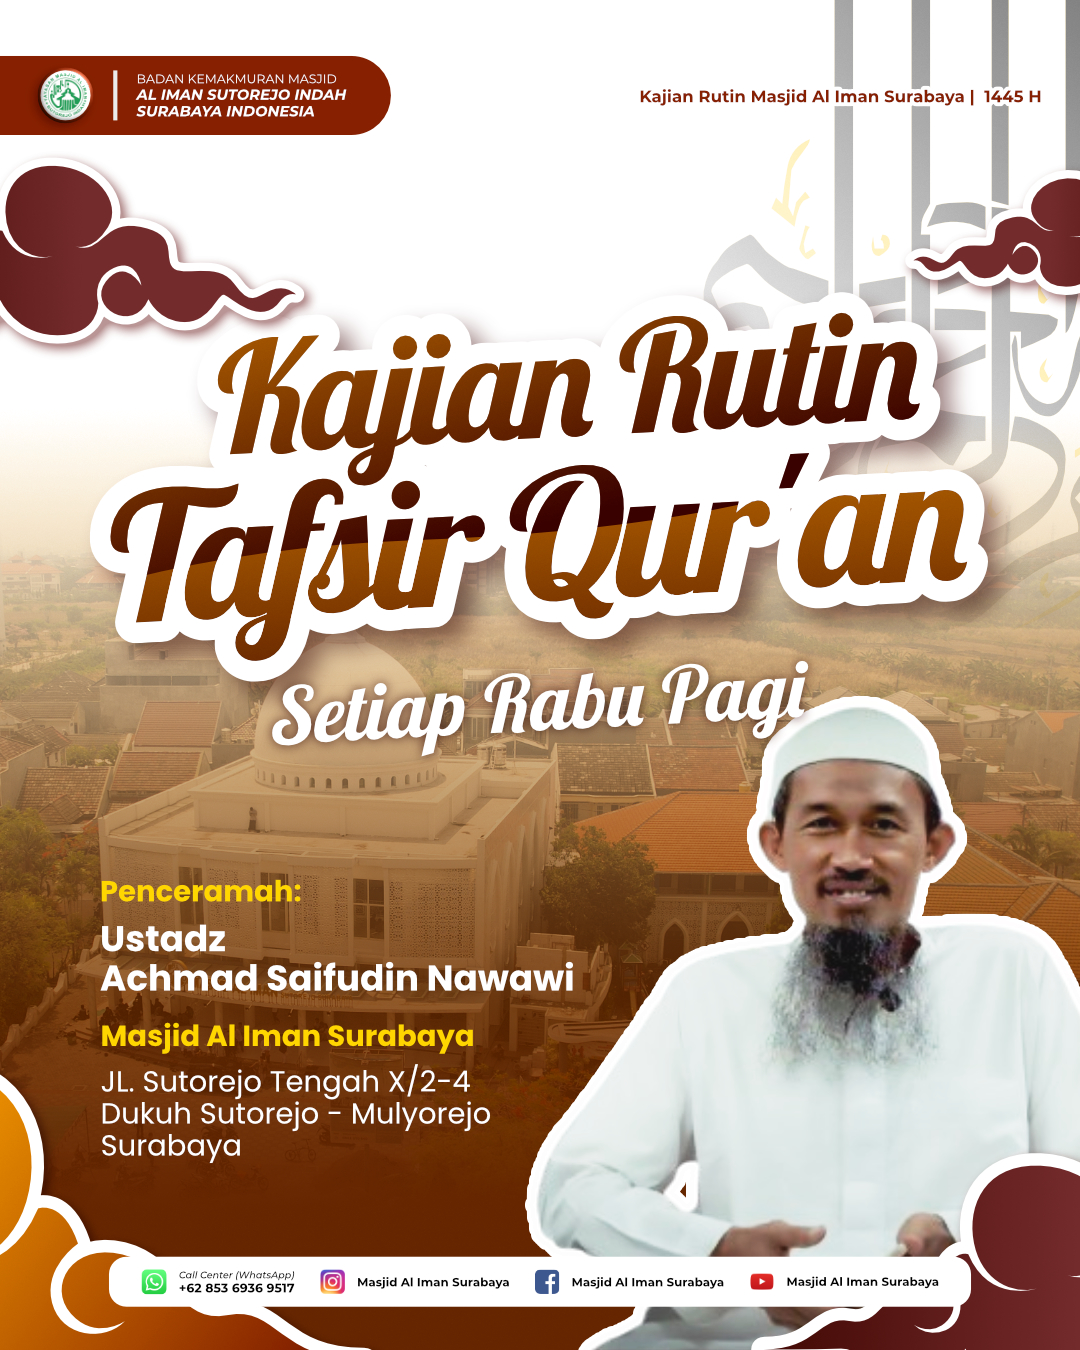 BADAN KEMAKMURAN MASJID
AL IMAN SUTOREJO INDAH
SURABAYA INDONESIA
Kajian Rutin Masjid Al Iman Surabaya | 1445 H
Kajian Rutin
Tafsir Qur'an
Setiap Rabu Pagi
Penceramah:
Ustadz
Achmad Saifudin Nawawi
Masjid Al Iman Surabaya
JL. Sutorejo Tengah X/2-4
Dukuh Sutorejo - Mulyorejo
Surabaya
Call Center (WhatsApp)
+62 853 6936 9517
Masjid Al Iman Surabaya
Masjid Al Iman Surabaya
Masjid Al Iman Surabaya